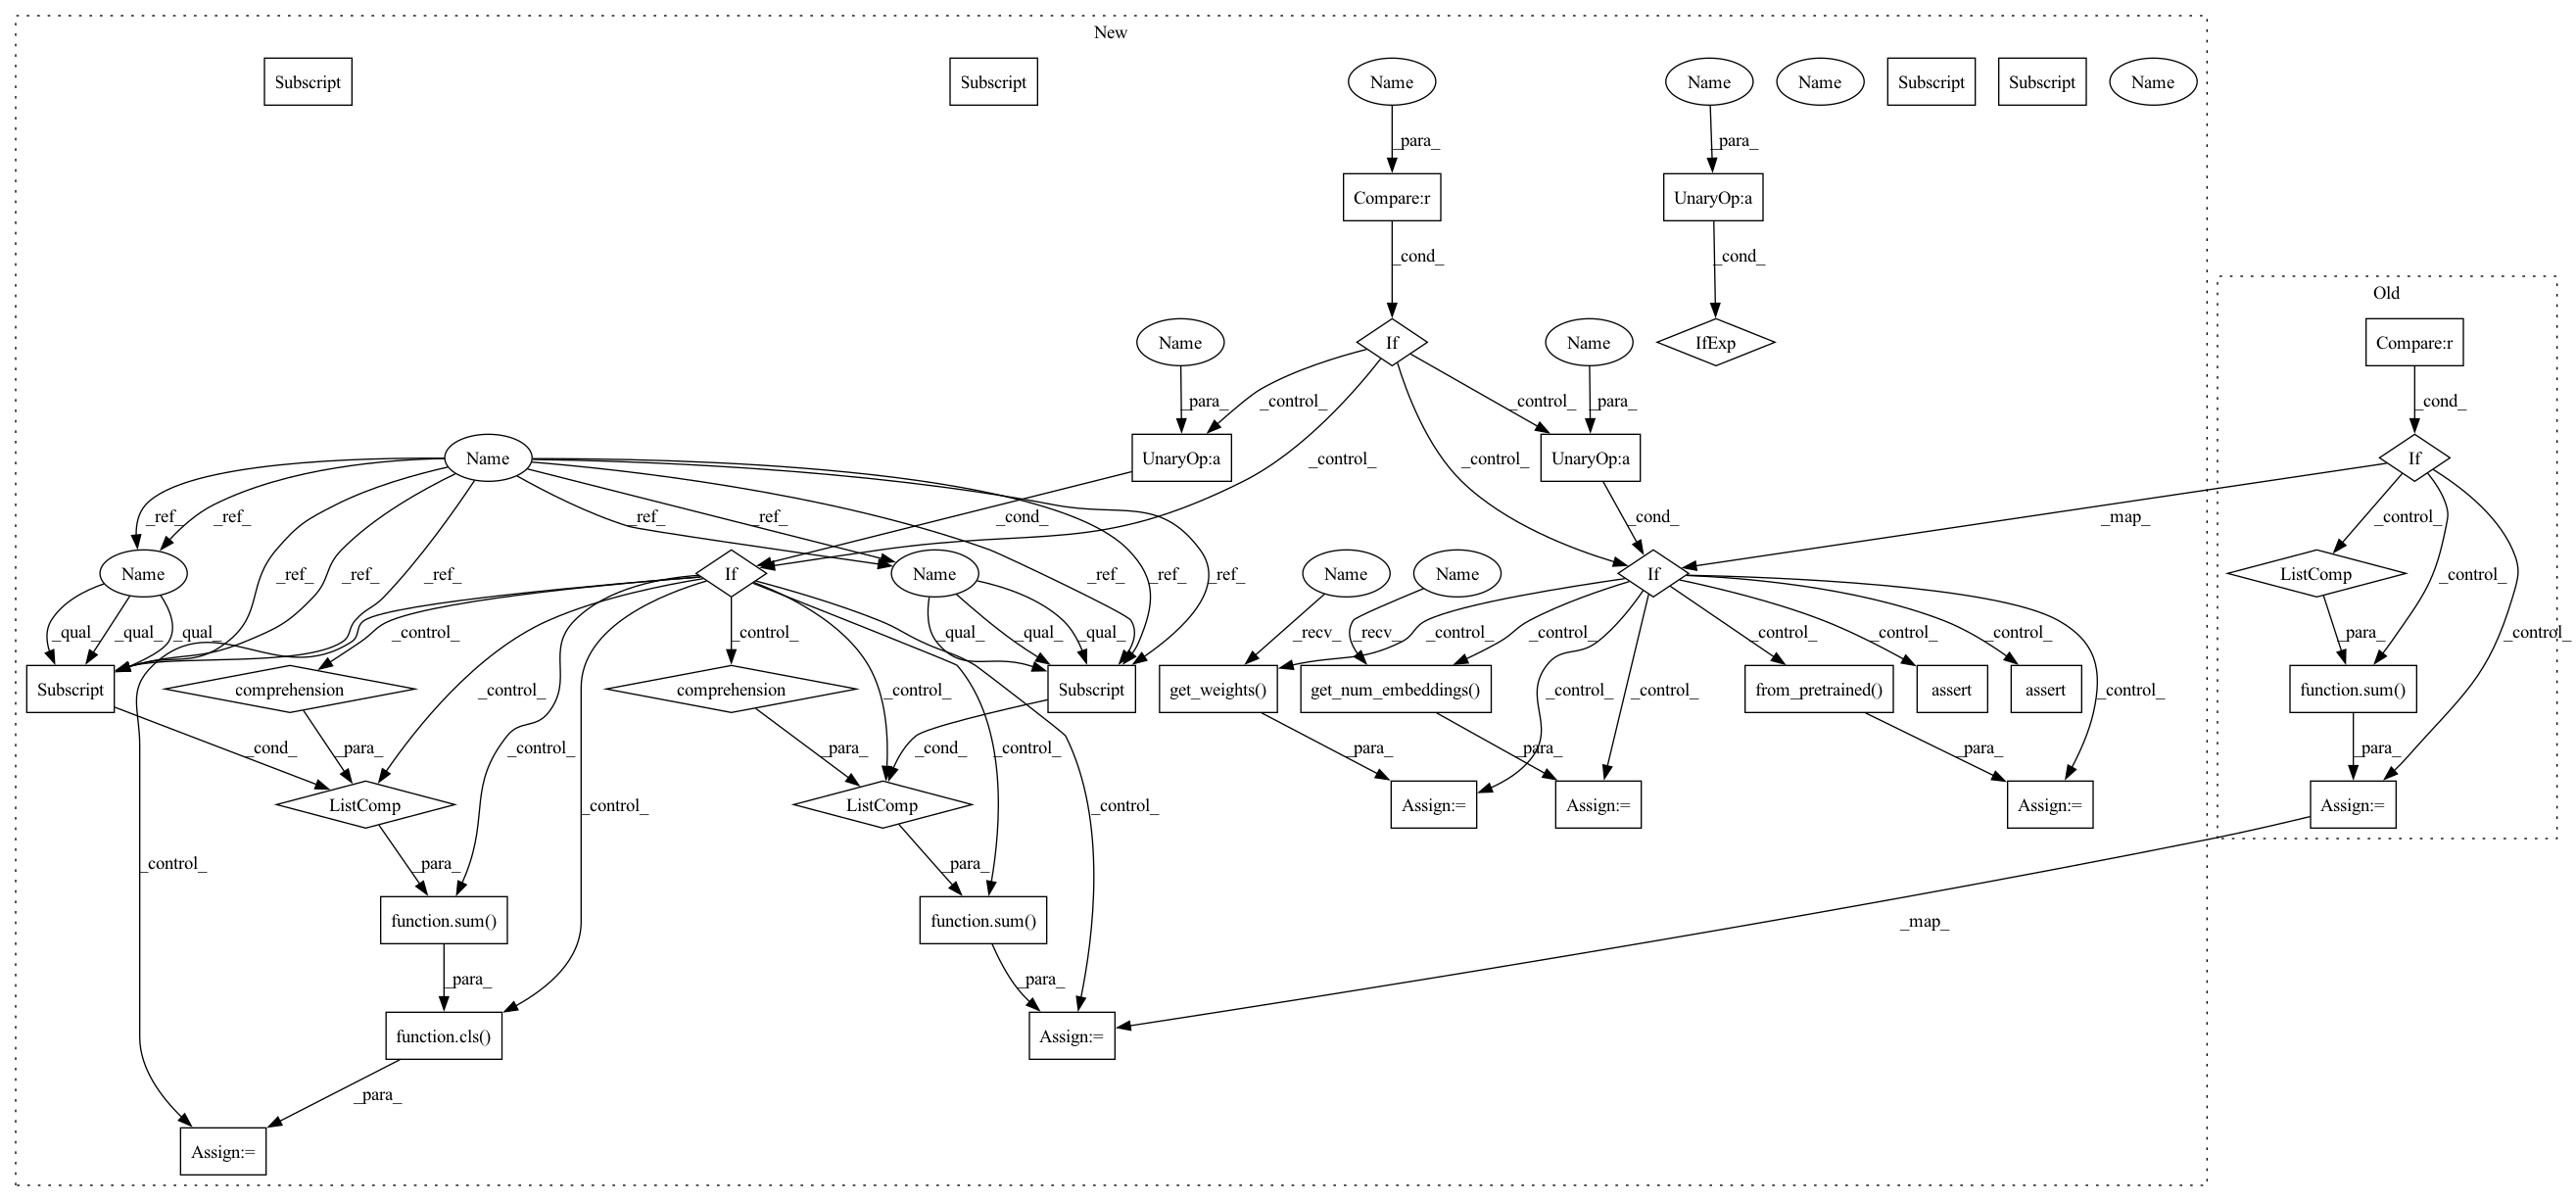 New
Subscript
Subscript
Name
Name
Name
Subscript
Subscript
Name
_para_
_para_
Compare:r
UnaryOp:a
_cond_
_cond_
Old
Name
If
Name
IfExp
Compare:r
_para_
_control_
_control_
_para_
_cond_
Name
UnaryOp:a
_control_
_control_
UnaryOp:a
If
_ref_
_ref_
_ref_
_ref_
_cond_
_cond_
_map_
_control_
Name
_ref_
_ref_
_ref_
If
Name
_ref_
_ref_
_ref_
Name
Name
If
ListComp
_control_
_qual_
_qual_
_qual_
_control_
_control_
_qual_
_qual_
_qual_
_recv_
_recv_
_control_
_control_
_control_
_control_
_control_
_para_
_control_
Subscript
comprehension
_control_
comprehension
_control_
Subscript
get_weights()
get_num_embeddings()
_control_
_control_
from_pretrained()
assert
assert
_control_
function.sum()
_cond_
_para_
_control_
_para_
_control_
_cond_
_para_
_para_
_para_
_para_
ListComp
_control_
ListComp
_control_
Assign:=
Assign:=
Assign:=
Assign:=
_control_
_para_
_para_
function.sum()
function.sum()
_map_
_para_
_para_
function.cls()
Assign:=
_para_
Assign:=